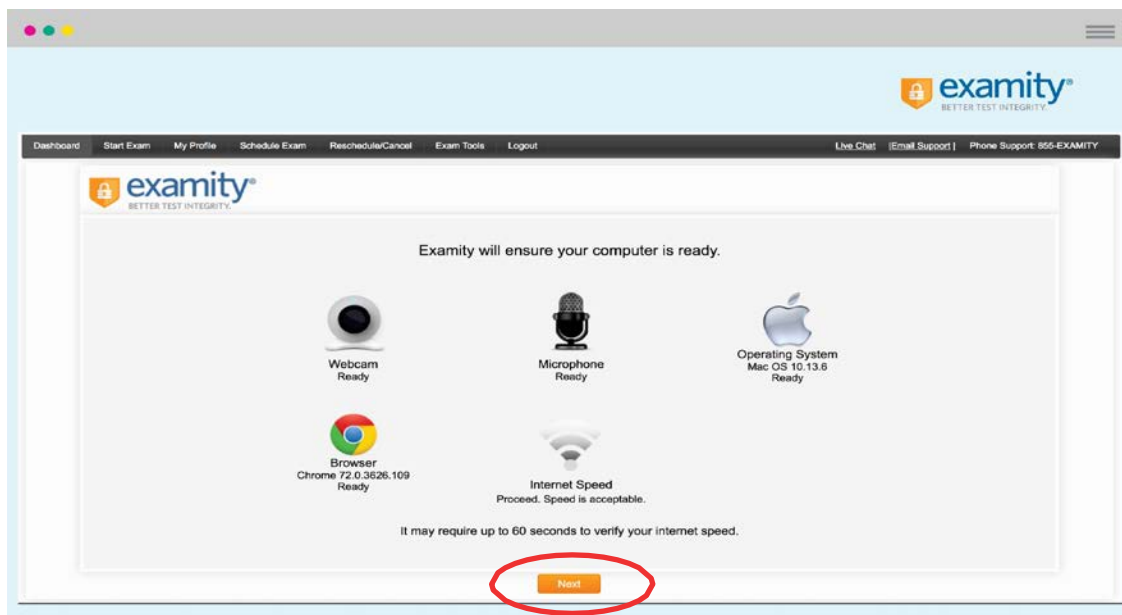 examity®
BETTER TEST INTEGRITY.
Dashboard Start Exam My Profile Schedule Exam Reschedule/Cancel Exam Tools Logout Live Chat |Email Support| Phone Support: 855-EXAMITY
examity®
BETTER TEST INTEGRITY.
Examity will ensure your computer is ready.
Webcam
Ready
Microphone
Ready
Operating System
Mac OS 10.13.6
Ready
Browser
Chrome 72.0.3626.109
Ready
Internet Speed
Proceed. Speed is acceptable.
It may require up to 60 seconds to verify your internet speed.
Next